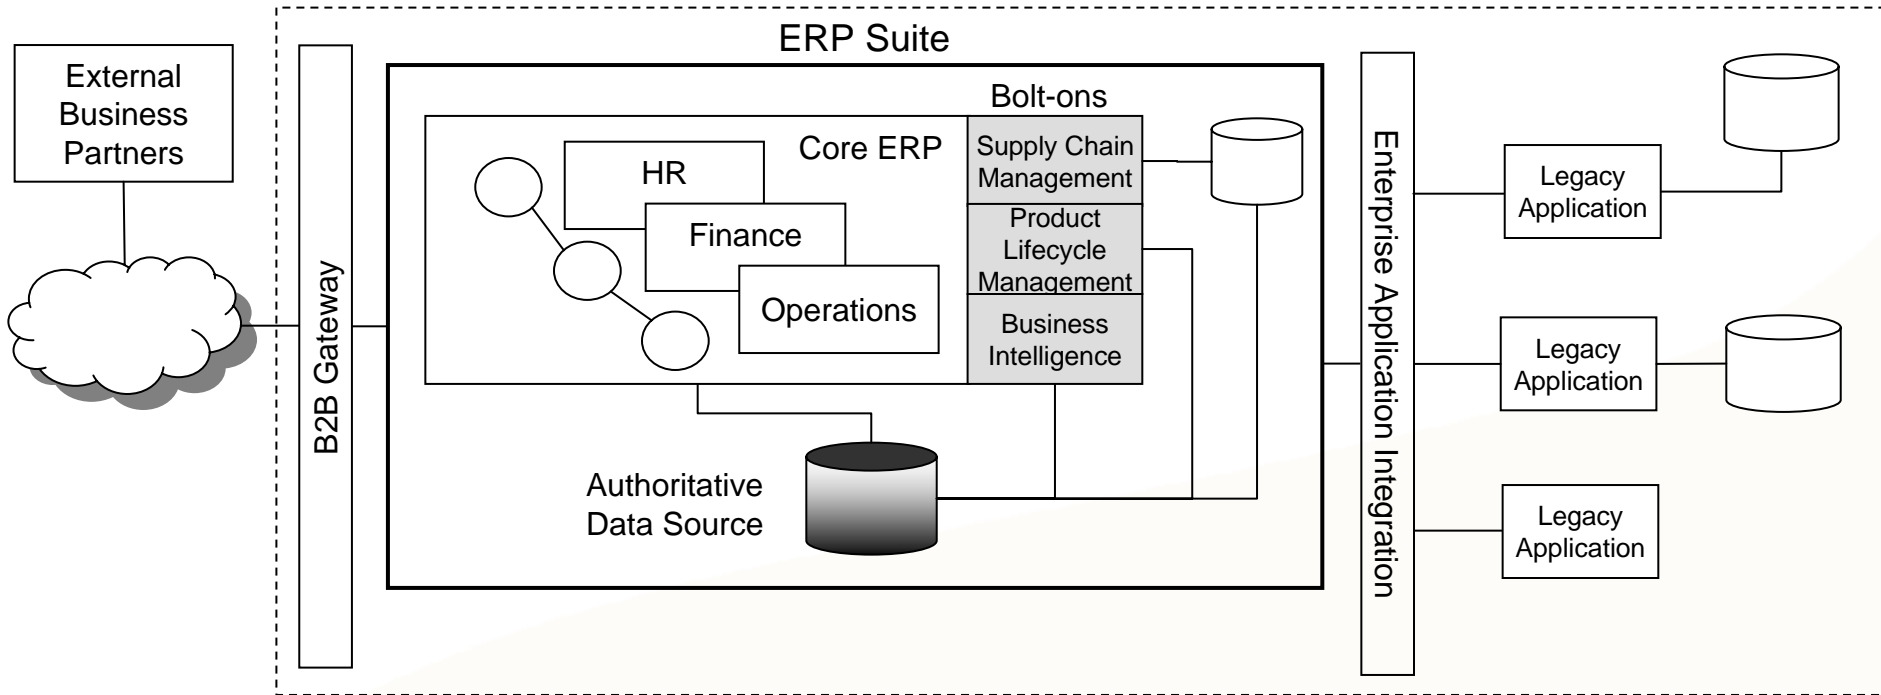 ERP Suite
External
Business
Partners
B2B Gateway
Bolt-ons
Core ERP
HR
Finance
Operations
Supply Chain
Management
Product
Lifecycle
Management
Business
Intelligence
Authoritative
Data Source
Enterprise Application Integration
Legacy
Application
Legacy
Application
Legacy
Application